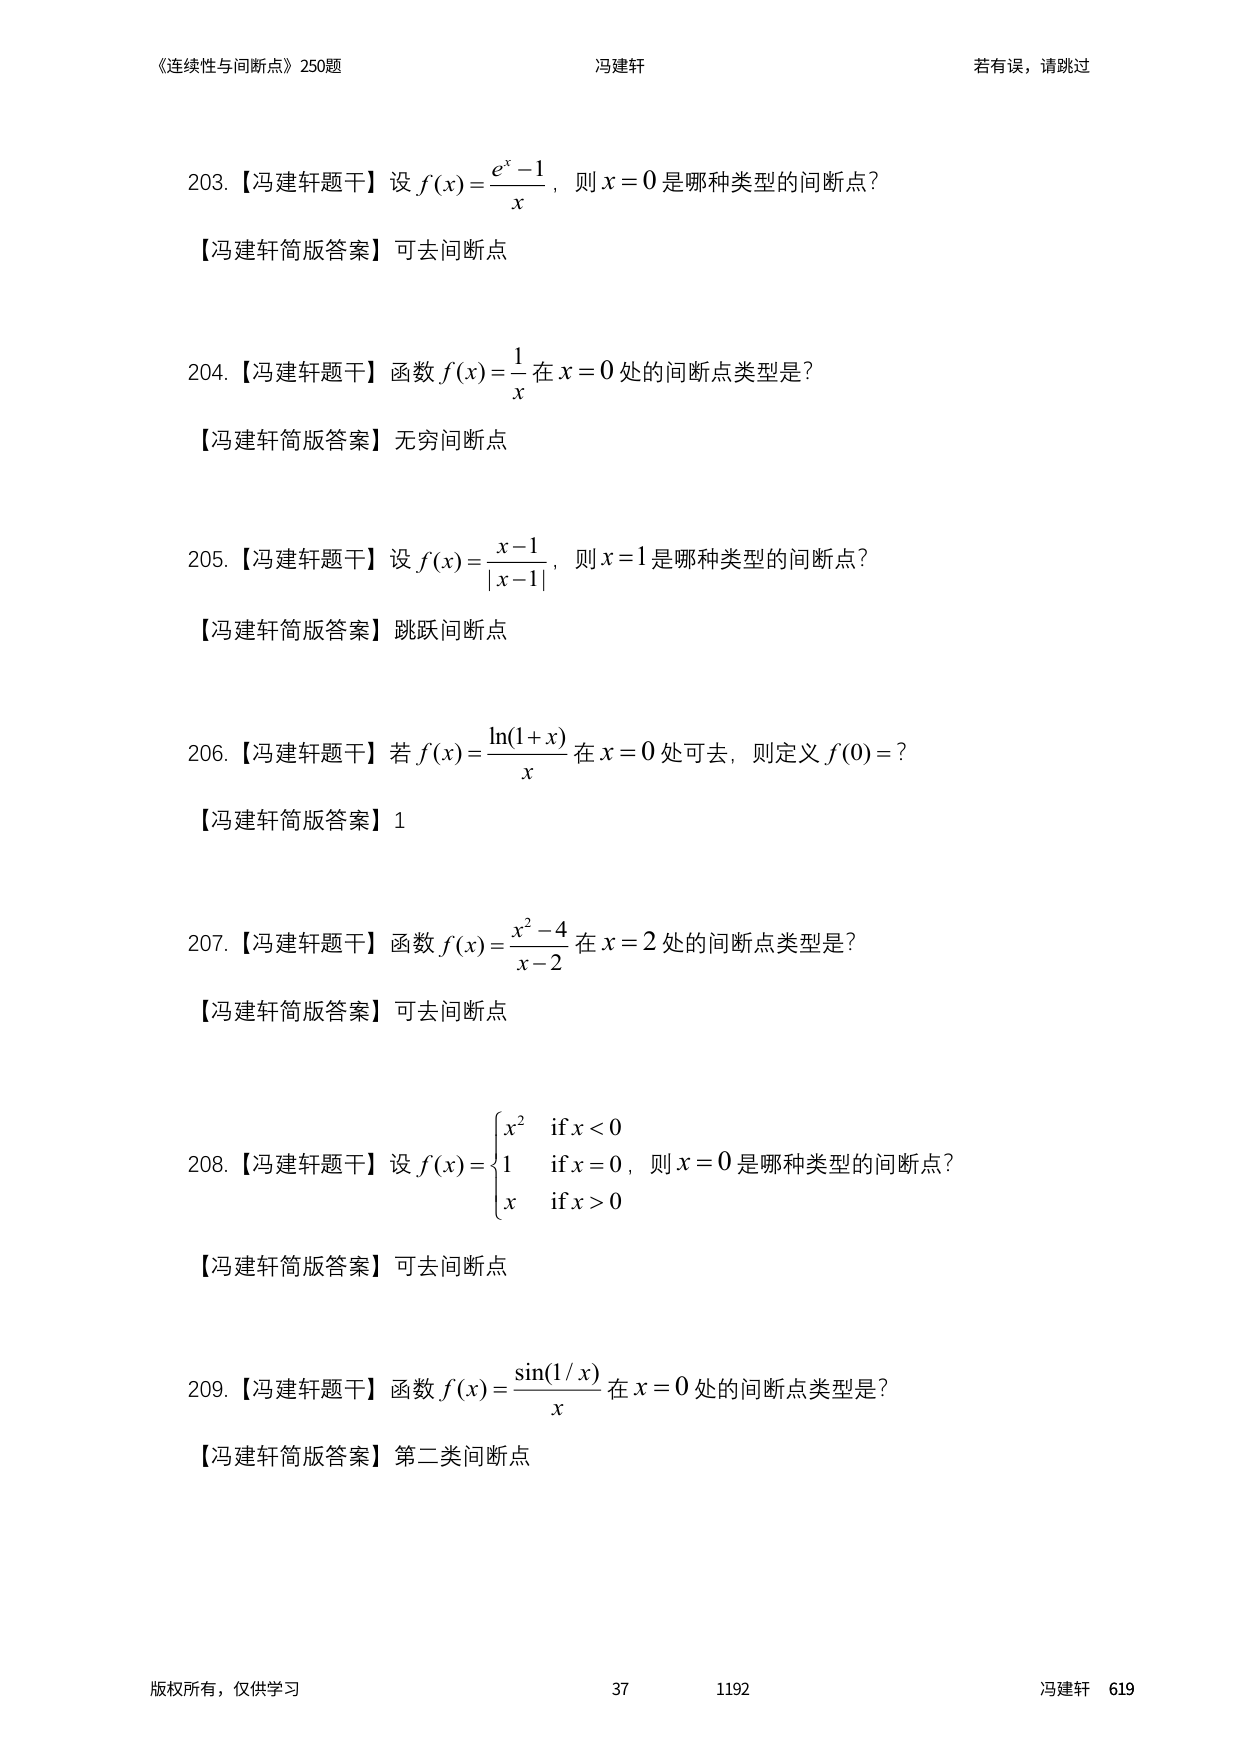 《连续性与间断点》250题 冯建轩 若有误，请跳过
203.【冯建轩题干】设 f(x) = (e^x − 1)/x ，则 x = 0 是哪种类型的间断点？
【冯建轩简版答案】可去间断点
204.【冯建轩题干】函数 f(x) = 1/x 在 x = 0 处的间断点类型是？
【冯建轩简版答案】无穷间断点
205.【冯建轩题干】设 f(x) = (x − 1)/|x − 1| ，则 x = 1 是哪种类型的间断点？
【冯建轩简版答案】跳跃间断点
206.【冯建轩题干】若 f(x) = ln(1 + x)/x 在 x = 0 处可去，则定义 f(0) = ？
【冯建轩简版答案】1
207.【冯建轩题干】函数 f(x) = (x² − 4)/(x − 2) 在 x = 2 处的间断点类型是？
【冯建轩简版答案】可去间断点
208.【冯建轩题干】设 f(x) = { x² if x < 0
1 if x = 0 ，则 x = 0 是哪种类型的间断点？
x if x > 0
【冯建轩简版答案】可去间断点
209.【冯建轩题干】函数 f(x) = sin(1 / x)/x 在 x = 0 处的间断点类型是？
【冯建轩简版答案】第二类间断点
版权所有，仅供学习 37 1192 冯建轩 619